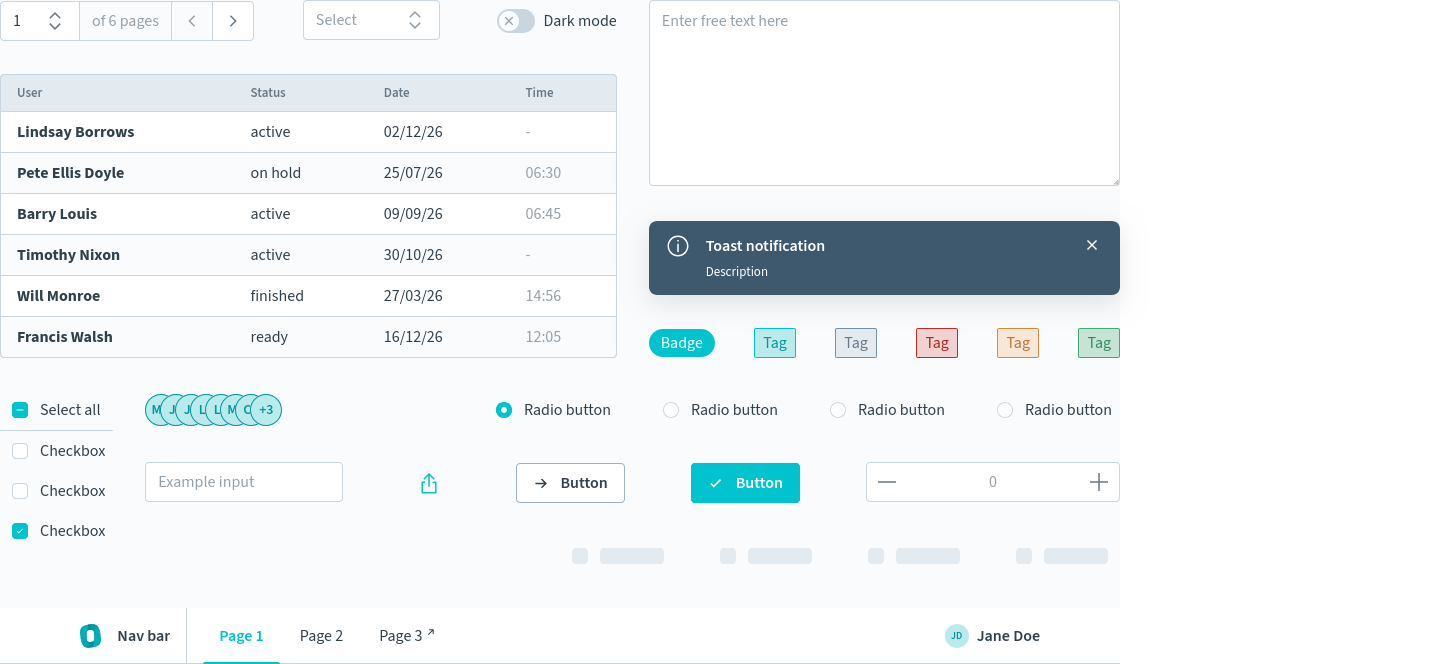 1 of 6 pages Select Dark mode
Enter free text here
User Status Date Time
Lindsay Borrows active 02/12/26 -
Pete Ellis Doyle on hold 25/07/26 06:30
Barry Louis active 09/09/26 06:45
Timothy Nixon active 30/10/26 -
Will Monroe finished 27/03/26 14:56
Francis Walsh ready 16/12/26 12:05
Toast notification
Description
Badge Tag Tag Tag Tag Tag
Select all
M J J L L M C +3
Radio button Radio button Radio button Radio button
Checkbox
Checkbox
Checkbox
Example input
Button Button 0
Nav bar Page 1 Page 2 Page 3 ↗ JD Jane Doe